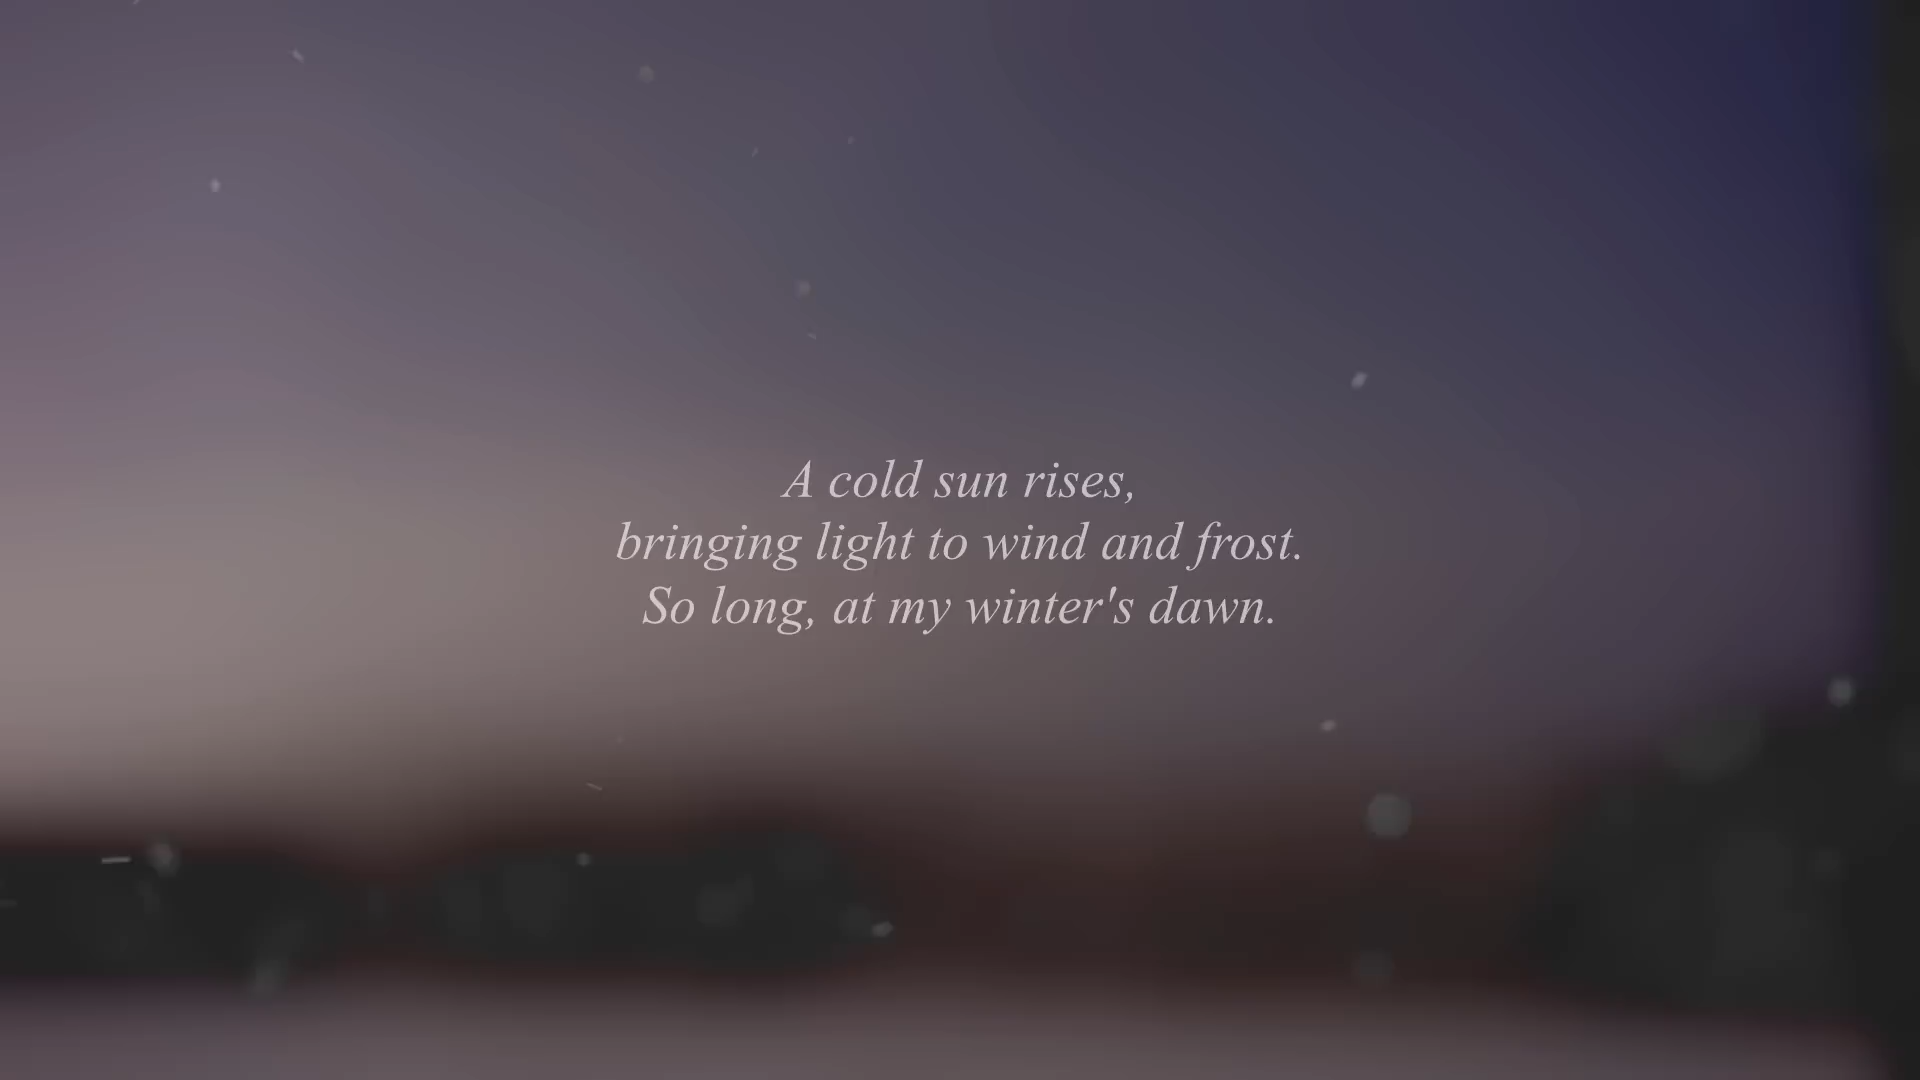 A cold sun rises,
bringing light to wind and frost.
So long, at my winter's dawn.